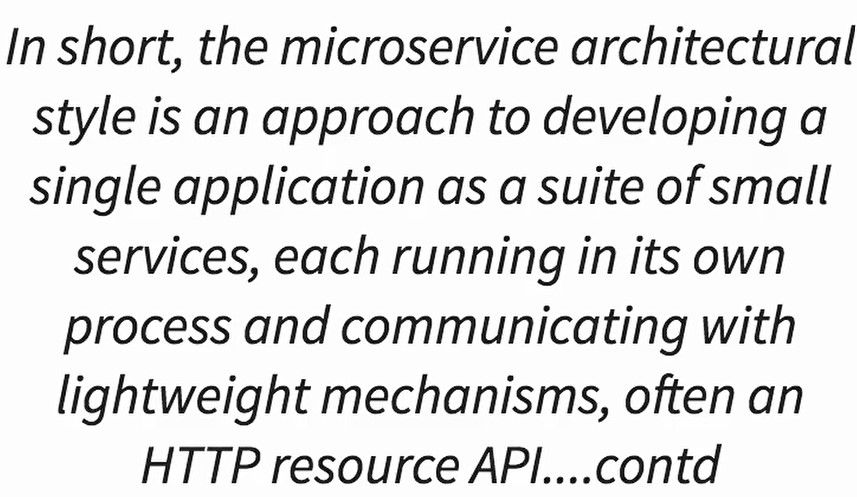 In short, the microservice architectural
style is an approach to developing a
single application as a suite of small
services, each running in its own
process and communicating with
lightweight mechanisms, often an
HTTP resource API....contd